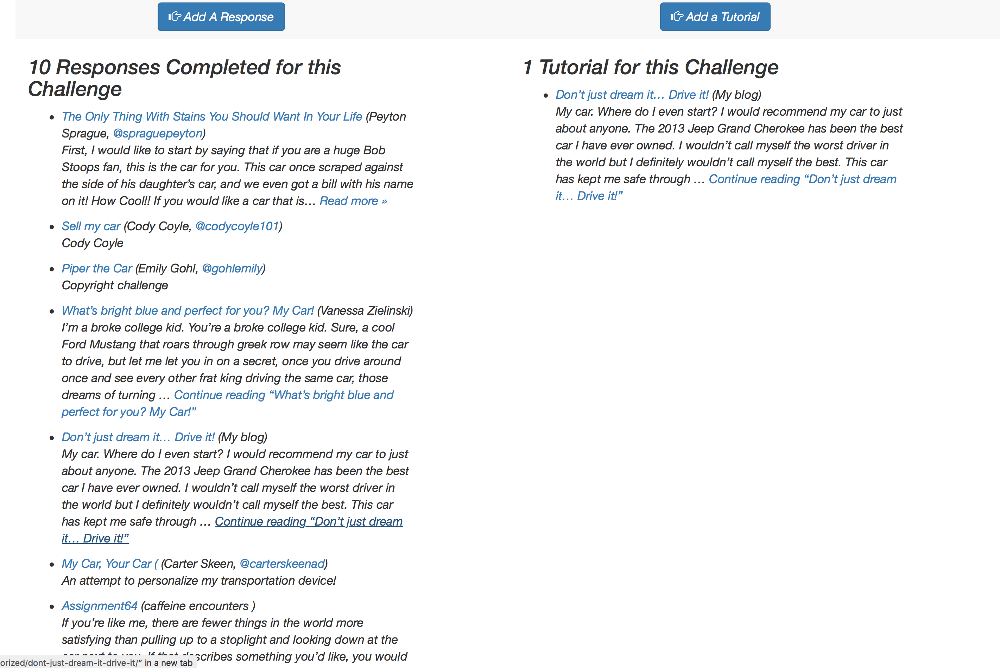 Add A Response
Add a Tutorial
10 Responses Completed for this
Challenge
The Only Thing With Stains You Should Want In Your Life (Peyton
Sprague, @spraguepeyton)
First, I would like to start by saying that if you are a huge Bob
Stoops fan, this is the car for you. This car once scraped against
the side of his daughter’s car, and we even got a bill with his name
on it! How Cool!! If you would like a car that is… Read more »
Sell my car (Cody Coyle, @codycoyle101)
Cody Coyle
Piper the Car (Emily Gohl, @gohlemily)
Copyright challenge
What’s bright blue and perfect for you? My Car! (Vanessa Zielinski)
I’m a broke college kid. You’re a broke college kid. Sure, a cool
Ford Mustang that roars through greek row may seem like the car
to drive, but let me let you in on a secret, once you drive around
once and see every other frat king driving the same car, those
dreams of turning … Continue reading “What’s bright blue and
perfect for you? My Car!”
Don’t just dream it… Drive it! (My blog)
My car. Where do I even start? I would recommend my car to just
about anyone. The 2013 Jeep Grand Cherokee has been the best
car I have ever owned. I wouldn’t call myself the worst driver in
the world but I definitely wouldn’t call myself the best. This car
has kept me safe through … Continue reading “Don’t just dream
it… Drive it!”
My Car, Your Car ( (Carter Skeen, @carterskeenad)
An attempt to personalize my transportation device!
Assignment64 (caffeine encounters )
If you’re like me, there are fewer things in the world more
satisfying than pulling up to a stoplight and looking down at the
car next to you. If that describes something you’d like, you would
1 Tutorial for this Challenge
Don’t just dream it… Drive it! (My blog)
My car. Where do I even start? I would recommend my car to just
about anyone. The 2013 Jeep Grand Cherokee has been the best
car I have ever owned. I wouldn’t call myself the worst driver in
the world but I definitely wouldn’t call myself the best. This car
has kept me safe through … Continue reading “Don’t just dream
it… Drive it!”
orized/dont-just-dream-it-drive-it/” in a new tab